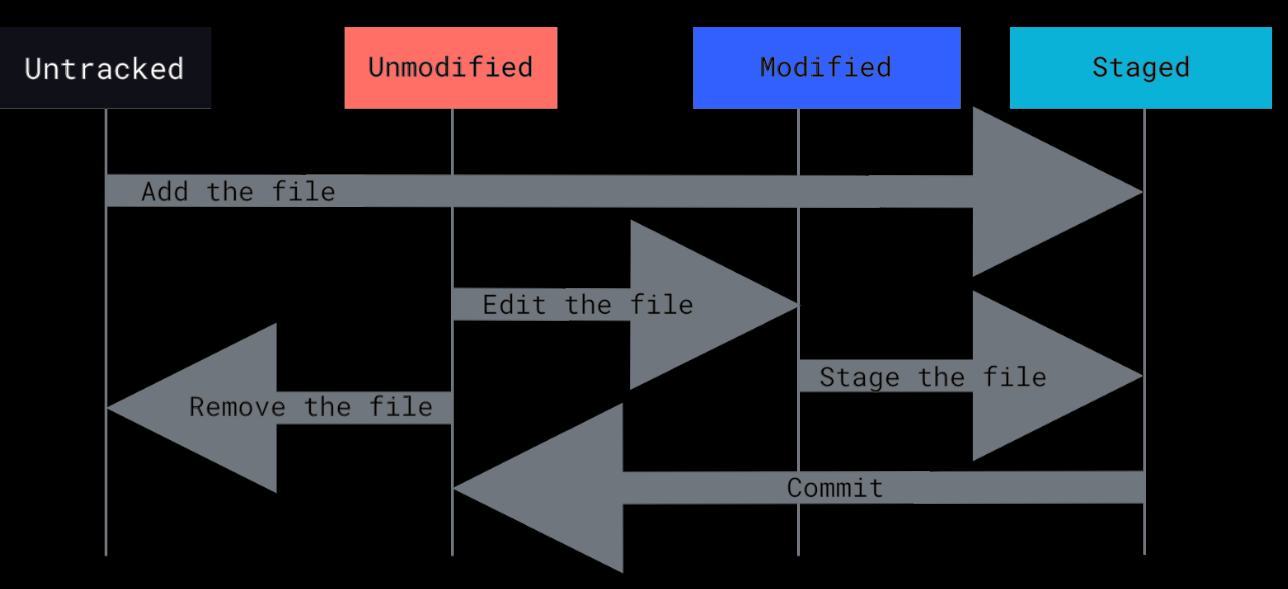 Untracked
Unmodified
Modified
Staged
Add the file
Edit the file
Stage the file
Remove the file
Commit